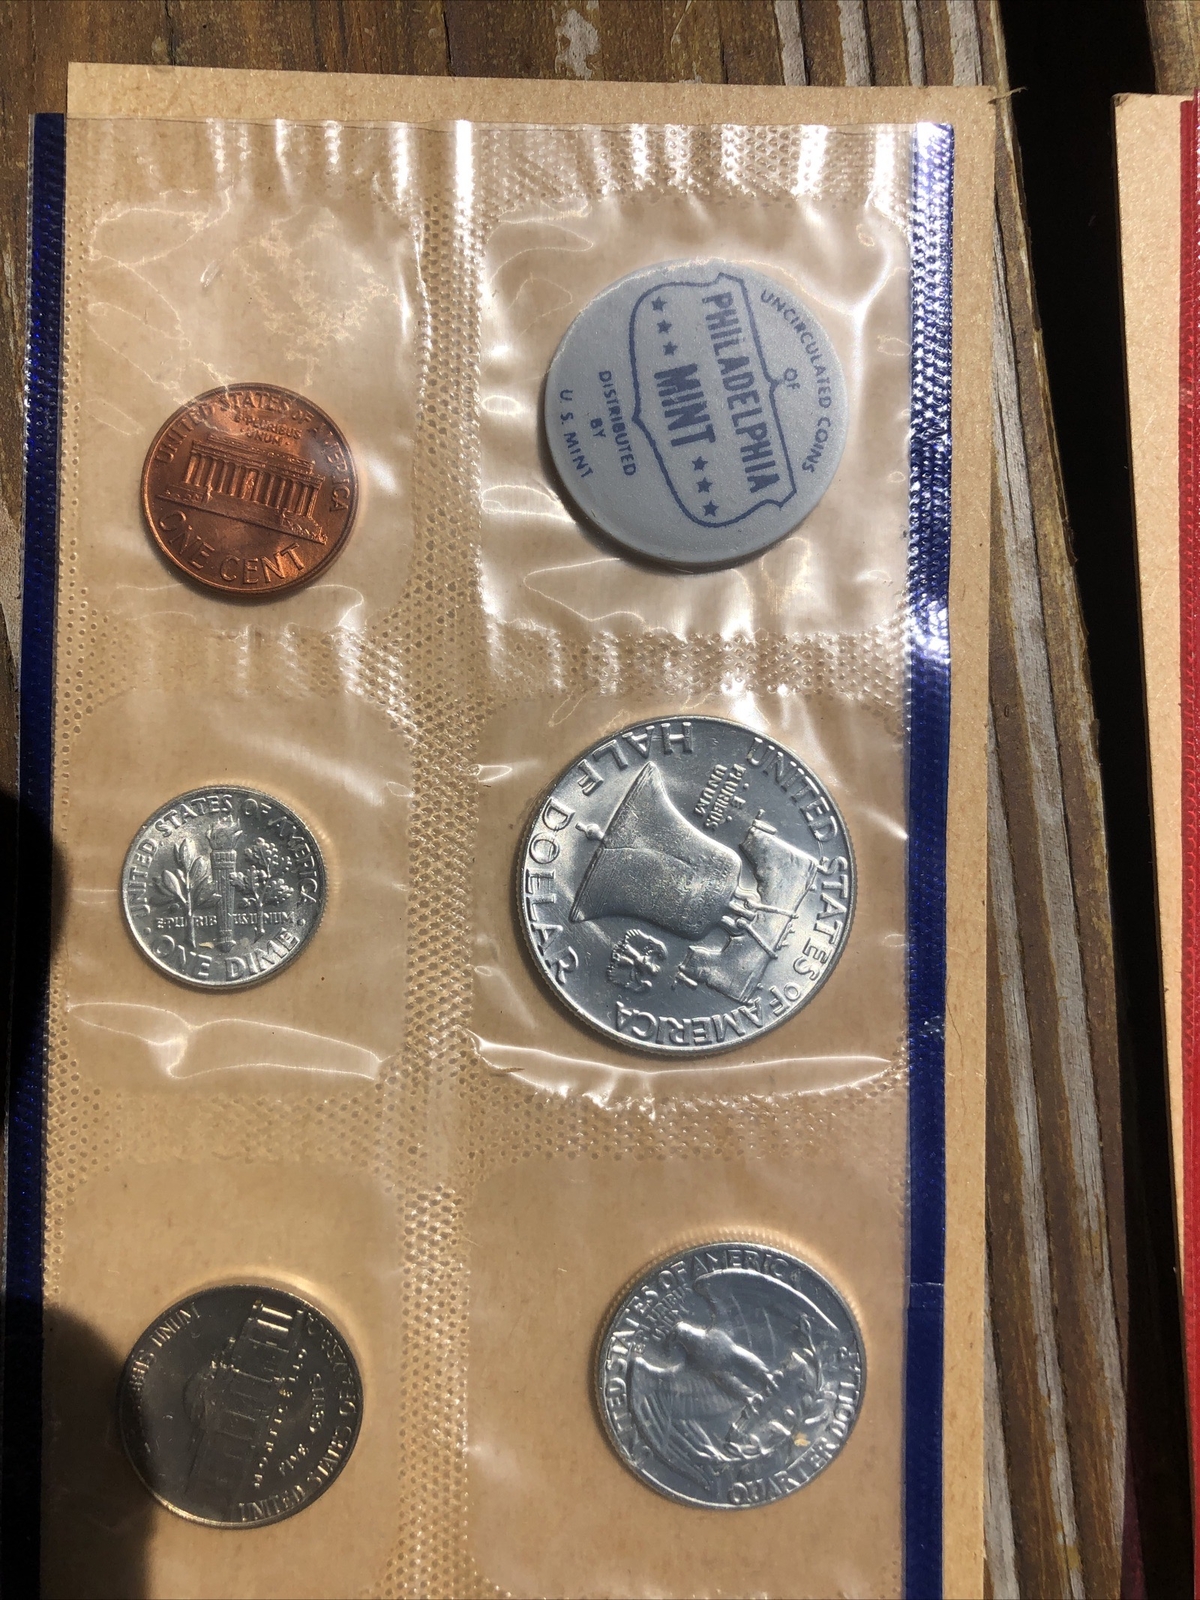 UNITED STATES OF AMERICA
E·PLURIBUS
UNUM
ONE CENT
UNCIRCULATED COINS
OF
PHILADELPHIA
MINT
DISTRIBUTED
BY
U. S. MINT
UNITED STATES OF AMERICA
E PLURIBUS UNUM
ONE DIME
UNITED STATES OF AMERICA
E
PLURIBUS
UNUM
HALF DOLLAR
UNUM
MONTICELLO
FIVE CENTS
UNITED STATES OF
UNITED STATES OF AMERICA
E PLURIBUS
UNUM
QUARTER DOLLAR